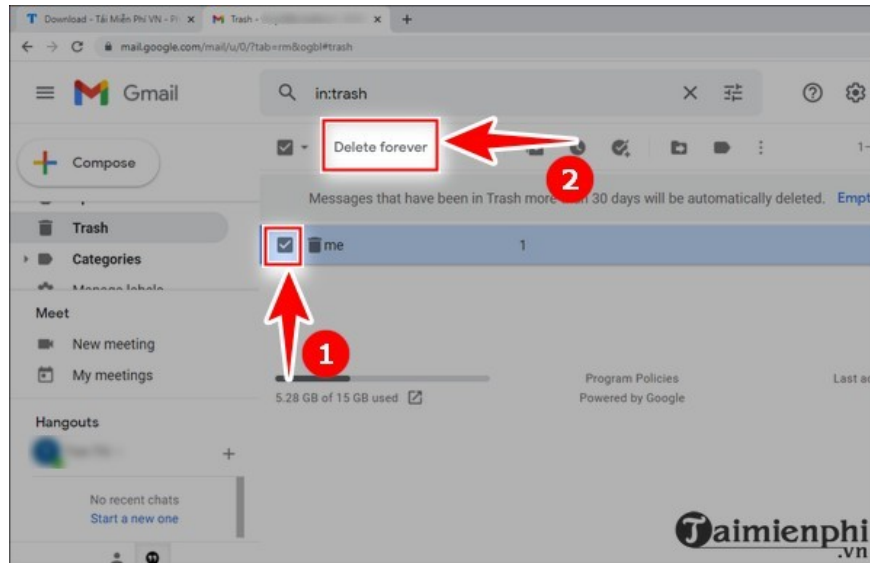 Download - Tải Miễn Phí VN - P
Trash -
mail.google.com/mail/u/0/?tab=rm&ogbl#trash
Gmail
in:trash
Compose
Delete forever
2
1-
Messages that have been in Trash more 30 days will be automatically deleted. Empt
Trash
me 1
Categories
Manage labels
Meet
New meeting
1
My meetings
Program Policies
Last a
5.28 GB of 15 GB used
Powered by Google
Hangouts
No recent chats
Start a new one
Taimienphi
.vn